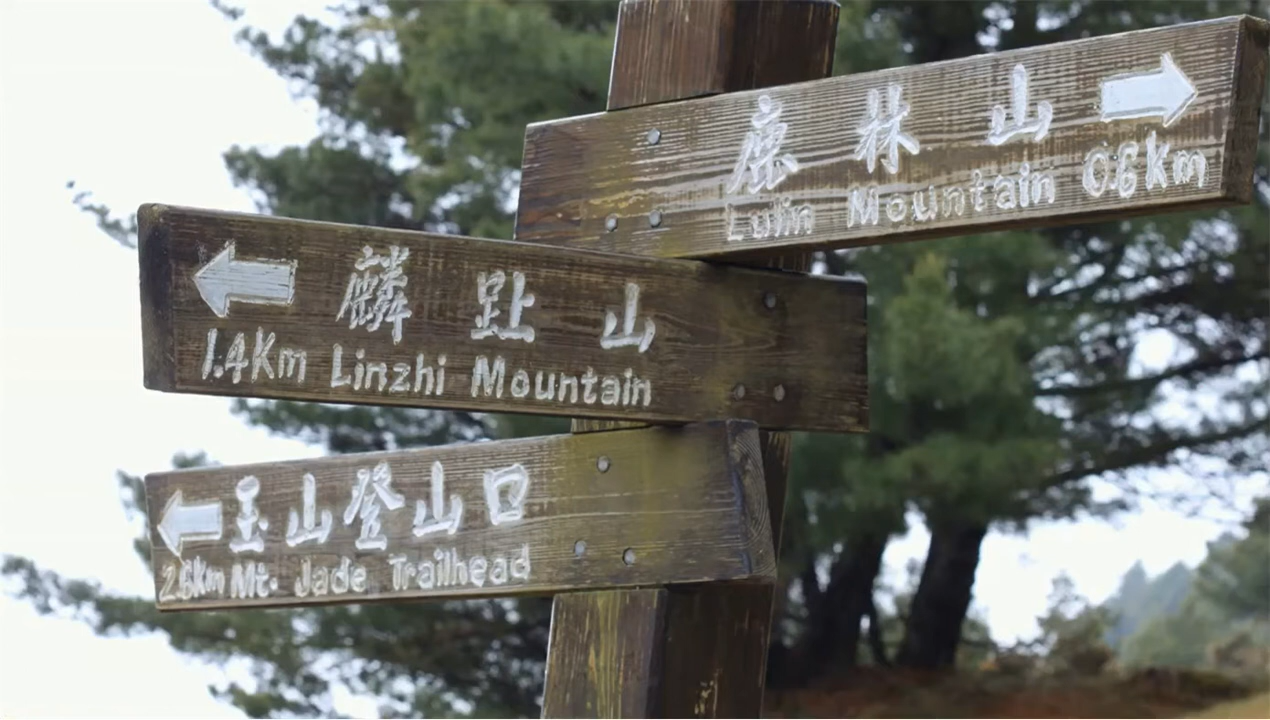 鹿林山
Lulin Mountain 0.6Km
麟趾山
1.4Km Linzhi Mountain
玉山登山口
2.6Km Mt. Jade Trailhead